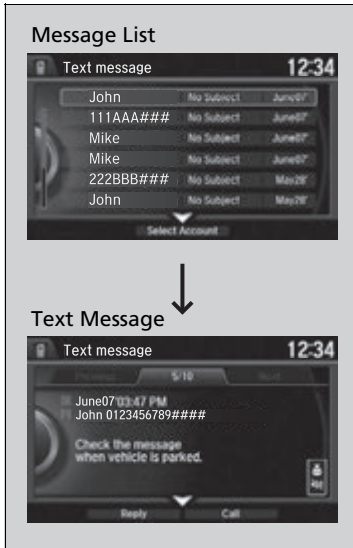 Message List
Text message 12:34
John No Subject June07'
111AAA### No Subject June07'
Mike No Subject June07'
Mike No Subject June07'
222BBB### No Subject May28'
John No Subject May28'
Select Account
Text Message
Text message 12:34
Previous 5/10 Next
June07'03:47 PM
John 0123456789####
Check the message
when vehicle is parked.
Reply Call